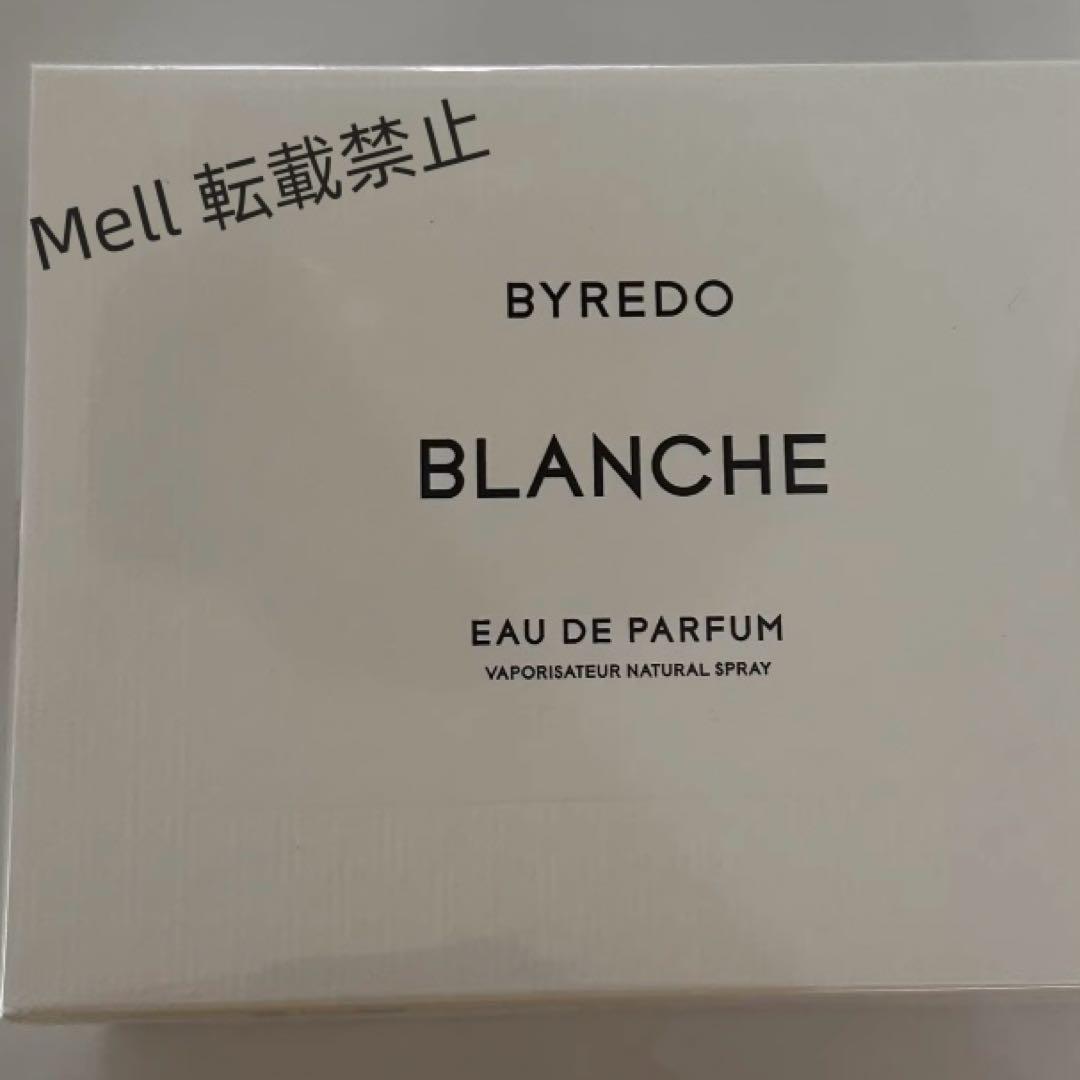 Mell 転載禁止
BYREDO
BLANCHE
EAU DE PARFUM
VAPORISATEUR NATURAL SPRAY